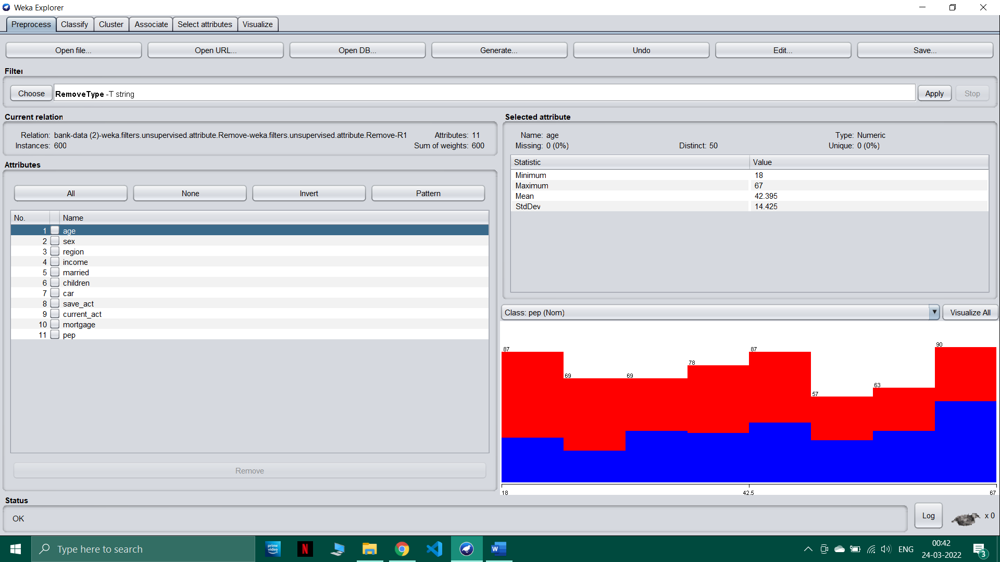 Weka Explorer
Preprocess Classify Cluster Associate Select attributes Visualize
Open file... Open URL... Open DB... Generate... Undo Edit... Save...
Filter
Choose RemoveType -T string Apply Stop
Current relation
Relation: bank-data (2)-weka.filters.unsupervised.attribute.Remove-weka.filters.unsupervised.attribute.Remove-R1 Attributes: 11
Instances: 600 Sum of weights: 600
Attributes
All None Invert Pattern
No. Name
1 age
2 sex
3 region
4 income
5 married
6 children
7 car
8 save_act
9 current_act
10 mortgage
11 pep
Remove
Selected attribute
Name: age Type: Numeric
Missing: 0 (0%) Distinct: 50 Unique: 0 (0%)
Statistic Value
Minimum 18
Maximum 67
Mean 42.395
StdDev 14.425
Class: pep (Nom) Visualize All
87 69 69 78 87 57 63 90
18 42.5 67
Status
OK
Log x 0
Type here to search
prime video
N
W
ENG
00:42
24-03-2022
3